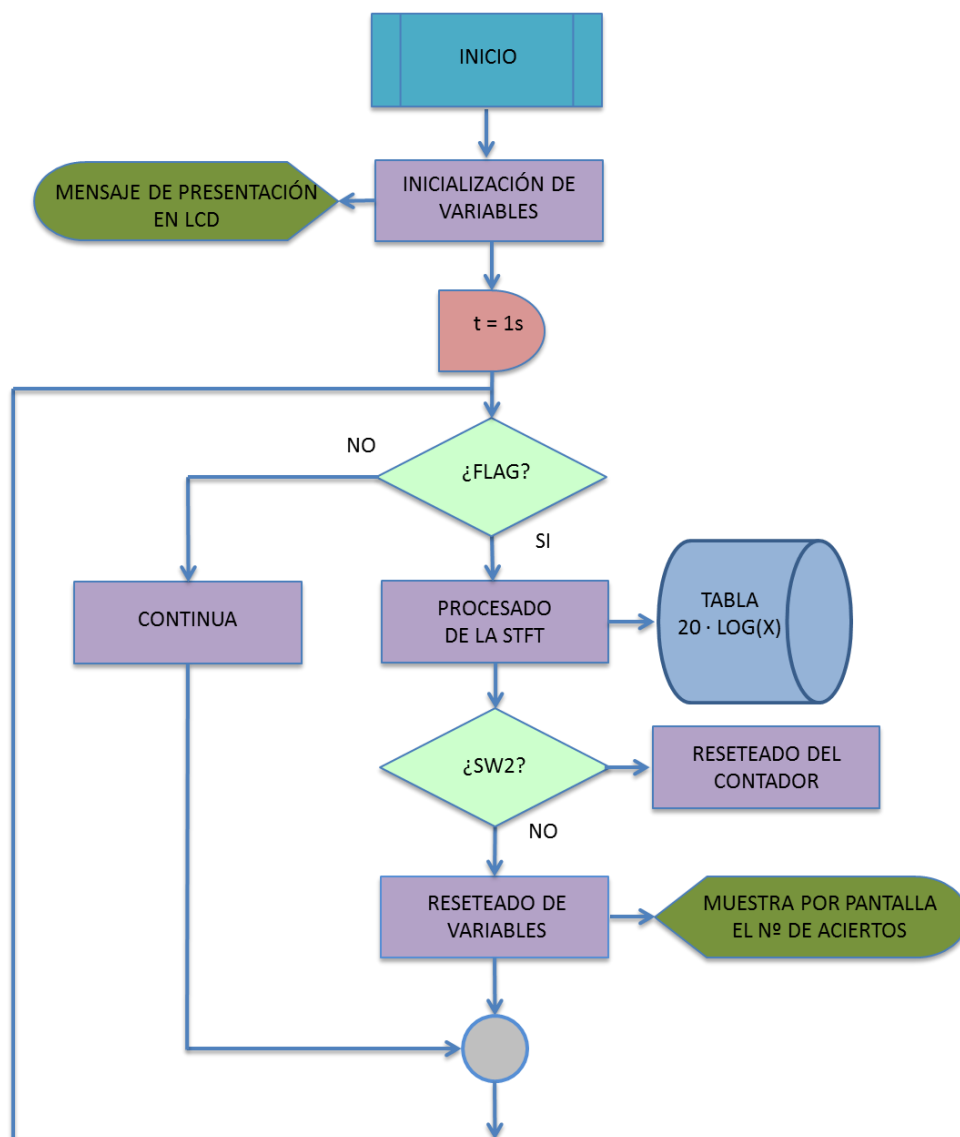 INICIO
MENSAJE DE PRESENTACIÓN
EN LCD
INICIALIZACIÓN DE
VARIABLES
t = 1s
NO
¿FLAG?
SI
CONTINUA
PROCESADO
DE LA STFT
TABLA
20 · LOG(X)
¿SW2?
RESETEADO DEL
CONTADOR
NO
RESETEADO DE
VARIABLES
MUESTRA POR PANTALLA
EL Nº DE ACIERTOS